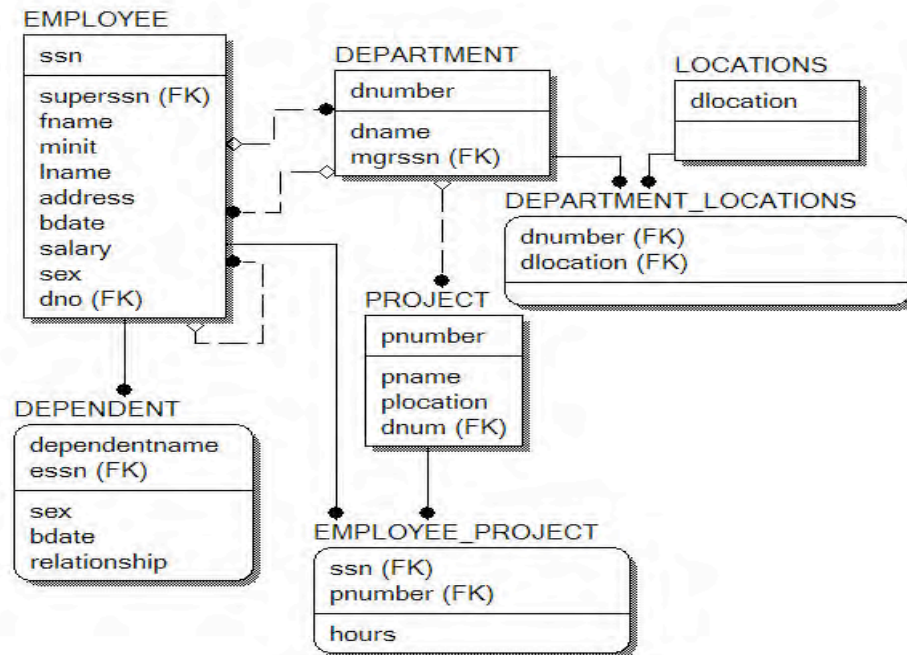 EMPLOYEE
ssn
superssn (FK)
fname
minit
lname
address
bdate
salary
sex
dno (FK)
DEPARTMENT
dnumber
dname
mgrssn (FK)
LOCATIONS
dlocation
DEPARTMENT_LOCATIONS
dnumber (FK)
dlocation (FK)
PROJECT
pnumber
pname
plocation
dnum (FK)
DEPENDENT
dependentname
essn (FK)
sex
bdate
relationship
EMPLOYEE_PROJECT
ssn (FK)
pnumber (FK)
hours